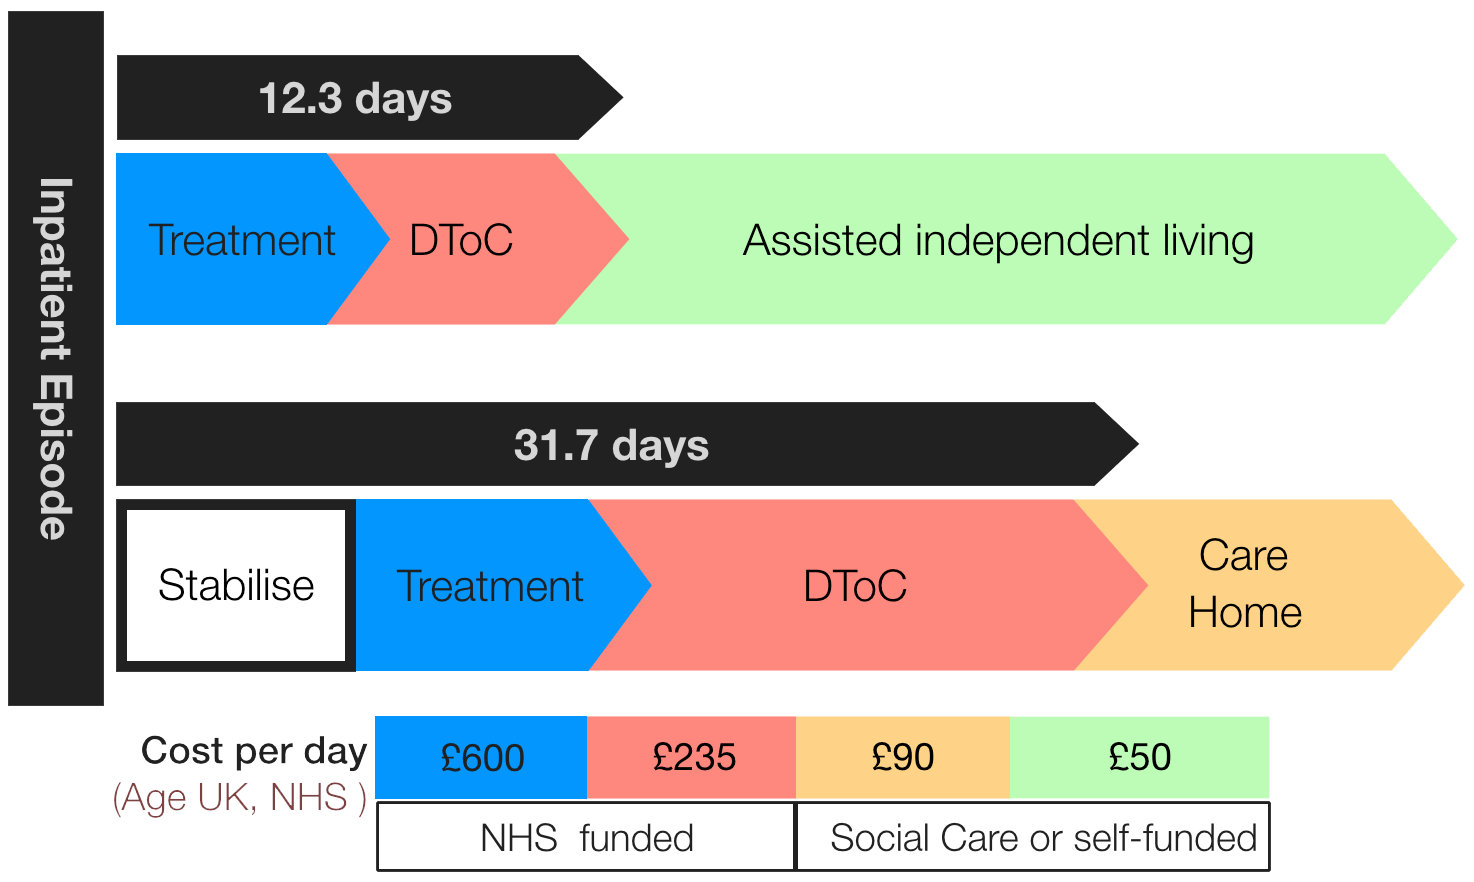 Inpatient Episode
12.3 days
Treatment
DToC
Assisted independent living
31.7 days
Stabilise
Treatment
DToC
Care
Home
Cost per day
(Age UK, NHS )
£600
£235
£90
£50
NHS funded
Social Care or self-funded